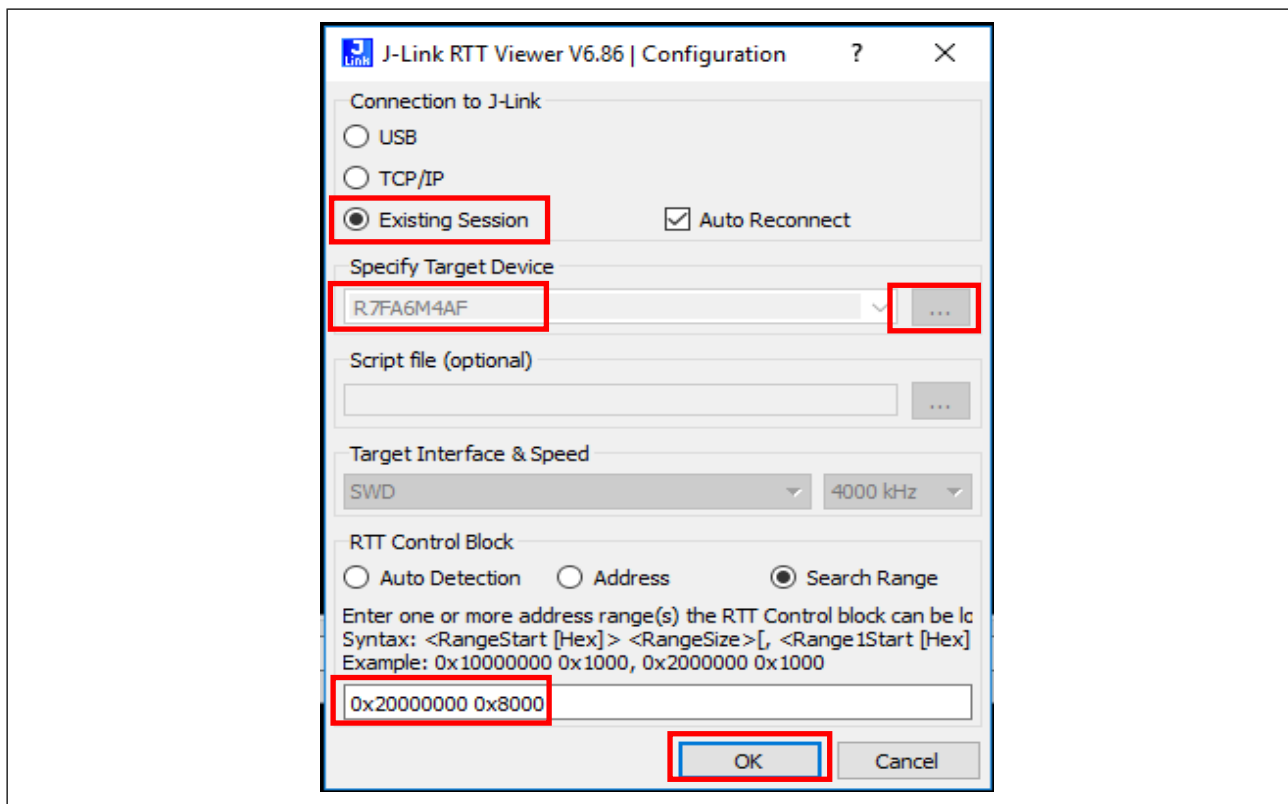 J-Link RTT Viewer V6.86 | Configuration ? ×
Connection to J-Link
USB
TCP/IP
Existing Session Auto Reconnect
Specify Target Device
R7FA6M4AF ...
Script file (optional)
...
Target Interface & Speed
SWD 4000 kHz
RTT Control Block
Auto Detection Address Search Range
Enter one or more address range(s) the RTT Control block can be lo
Syntax: <RangeStart [Hex]> <RangeSize>[, <Range1Start [Hex]
Example: 0x10000000 0x1000, 0x2000000 0x1000
0x20000000 0x8000
OK Cancel